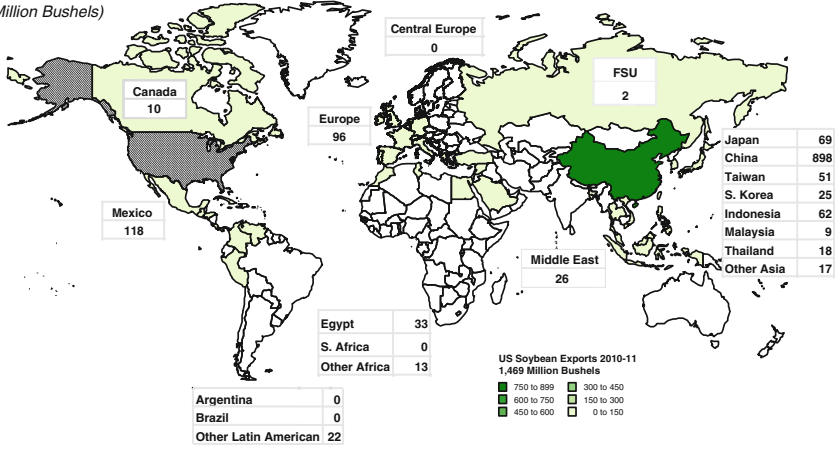 Million Bushels)
Central Europe
0
FSU
2
Canada
10
Europe
96
Japan 69
China 898
Taiwan 51
S. Korea 25
Indonesia 62
Malaysia 9
Thailand 18
Other Asia 17
Mexico
118
Middle East
26
Egypt 33
S. Africa 0
Other Africa 13
US Soybean Exports 2010-11
1,469 Million Bushels
750 to 899 300 to 450
600 to 750 150 to 300
450 to 600 0 to 150
Argentina 0
Brazil 0
Other Latin American 22